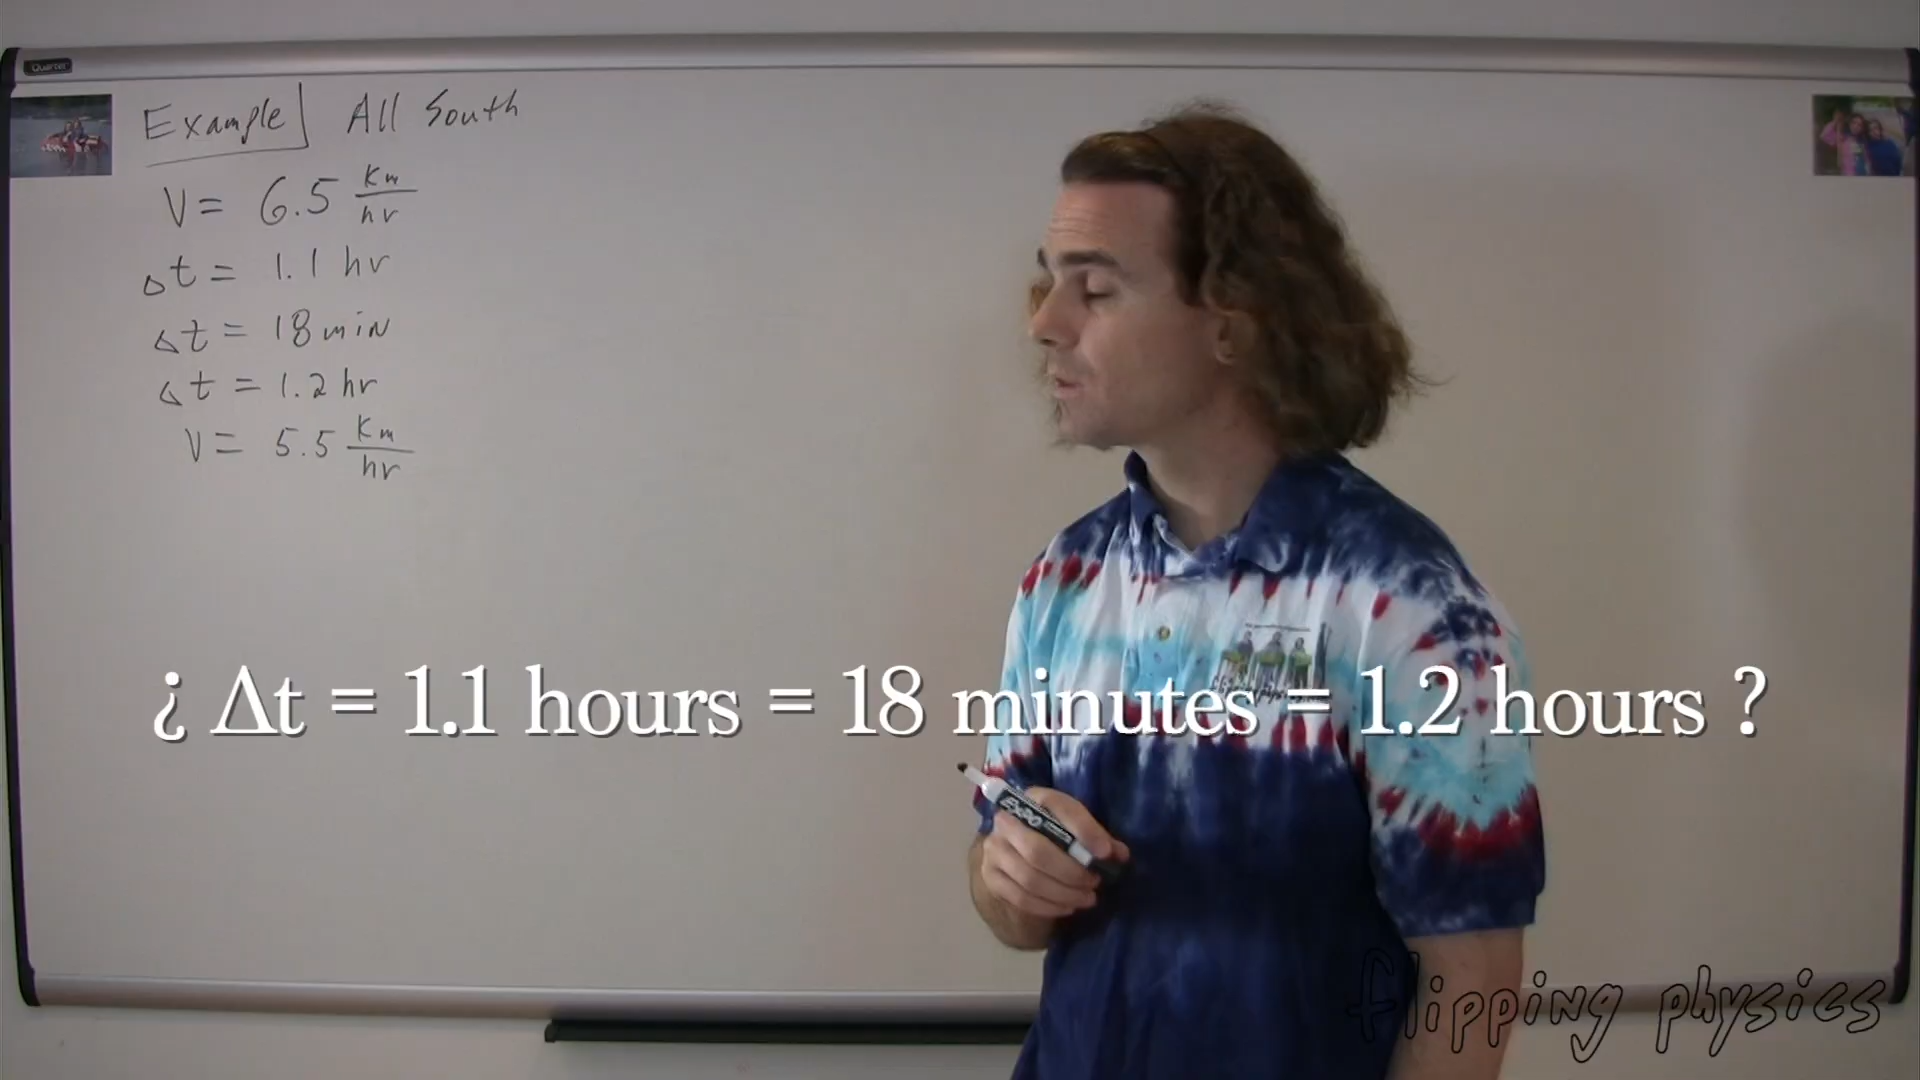 Quartet
Example All South
V = 6.5 km/hr
Δt = 1.1 hr
Δt = 18 min
Δt = 1.2 hr
V = 5.5 km/hr
¿ Δt = 1.1 hours = 18 minutes = 1.2 hours ?
EXPO
flipping physics